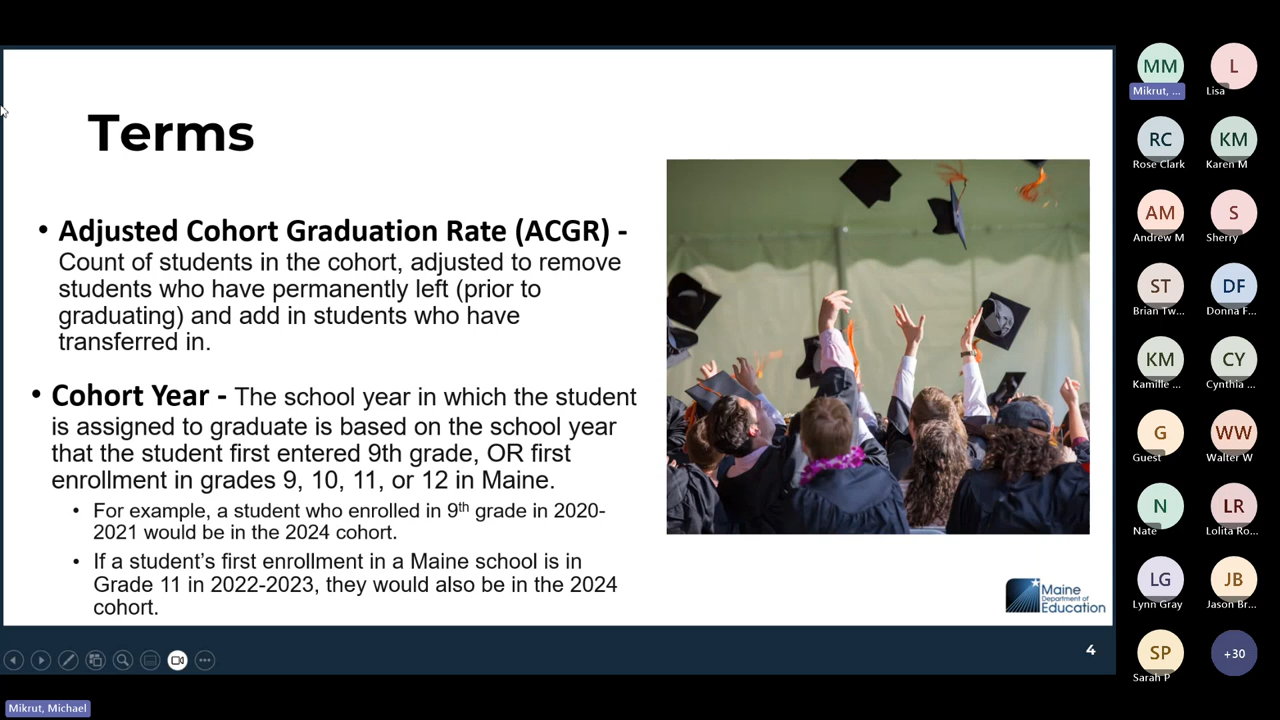 Terms
• Adjusted Cohort Graduation Rate (ACGR) -
Count of students in the cohort, adjusted to remove
students who have permanently left (prior to
graduating) and add in students who have
transferred in.
• Cohort Year - The school year in which the student
is assigned to graduate is based on the school year
that the student first entered 9th grade, OR first
enrollment in grades 9, 10, 11, or 12 in Maine.
• For example, a student who enrolled in 9th grade in 2020-
2021 would be in the 2024 cohort.
• If a student’s first enrollment in a Maine school is in
Grade 11 in 2022-2023, they would also be in the 2024
cohort.
Maine
Department of
Education
4
Mikrut, Michael
MM
Mikrut, ...
L
Lisa
RC
Rose Clark
KM
Karen M
AM
Andrew M
S
Sherry
ST
Brian Tw...
DF
Donna F...
KM
Kamille ...
CY
Cynthia ...
G
Guest
WW
Walter W
N
Nate
LR
Lolita Ro...
LG
Lynn Gray
JB
Jason Br...
SP
Sarah P
+30